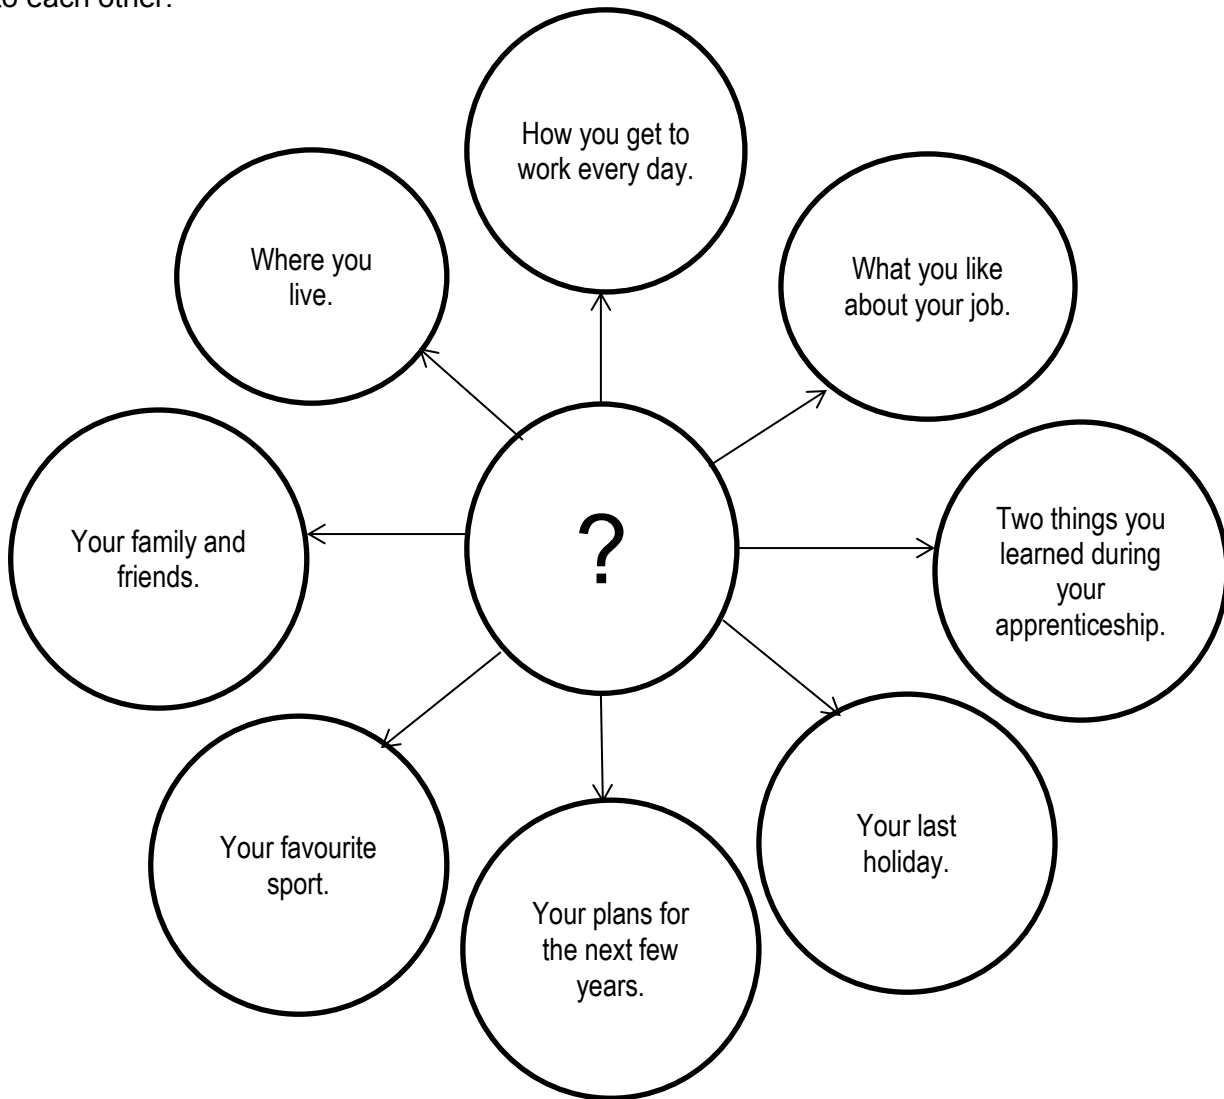 to each other.
How you get to
work every day.
Where you
live.
What you like
about your job.
Your family and
friends.
?
Two things you
learned during
your
apprenticeship.
Your favourite
sport.
Your last
holiday.
Your plans for
the next few
years.